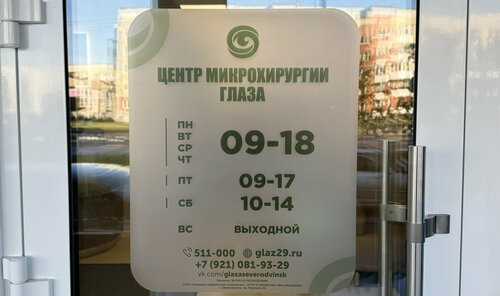 ЦЕНТР МИКРОХИРУРГИИ
ГЛАЗА
ПН
ВТ
СР
ЧТ
09-18
ПТ 09-17
СБ 10-14
ВС ВЫХОДНОЙ
511-000 glaz29.ru
+7 (921) 081-93-29
vk.com/glazaseverodvinsk